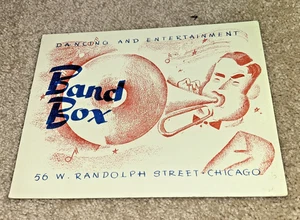 DANCING AND ENTERTAINMENT
Band
Box
56 W. RANDOLPH STREET · CHICAGO